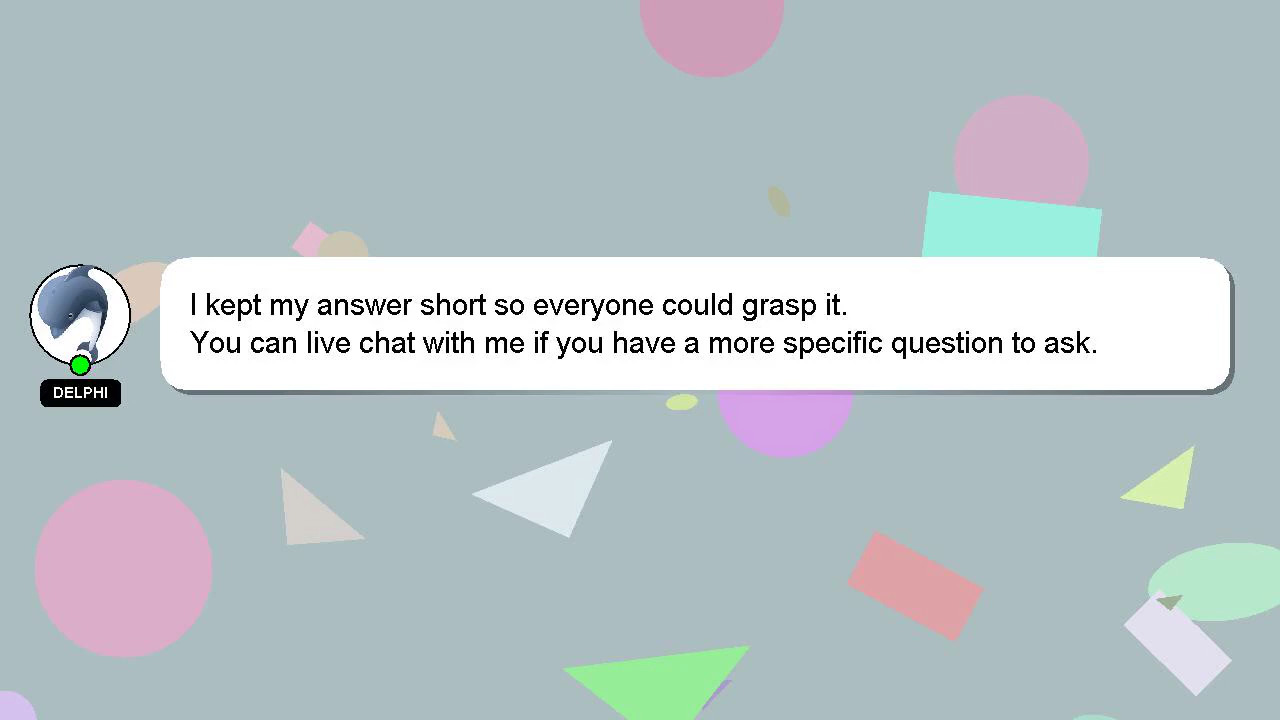 I kept my answer short so everyone could grasp it.
You can live chat with me if you have a more specific question to ask.
DELPHI